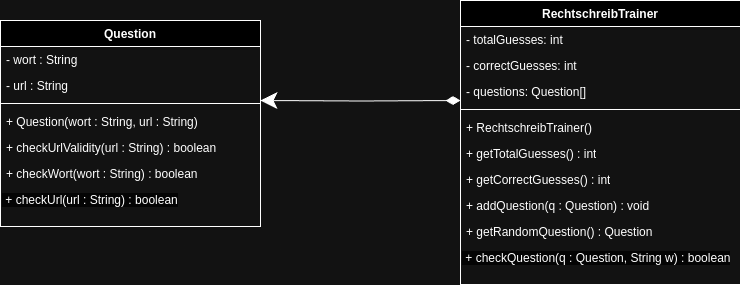 Question
- wort : String
- url : String
+ Question(wort : String, url : String)
+ checkUrlValidity(url : String) : boolean
+ checkWort(wort : String) : boolean
+ checkUrl(url : String) : boolean
RechtschreibTrainer
- totalGuesses: int
- correctGuesses: int
- questions: Question[]
+ RechtschreibTrainer()
+ getTotalGuesses() : int
+ getCorrectGuesses() : int
+ addQuestion(q : Question) : void
+ getRandomQuestion() : Question
+ checkQuestion(q : Question, String w) : boolean